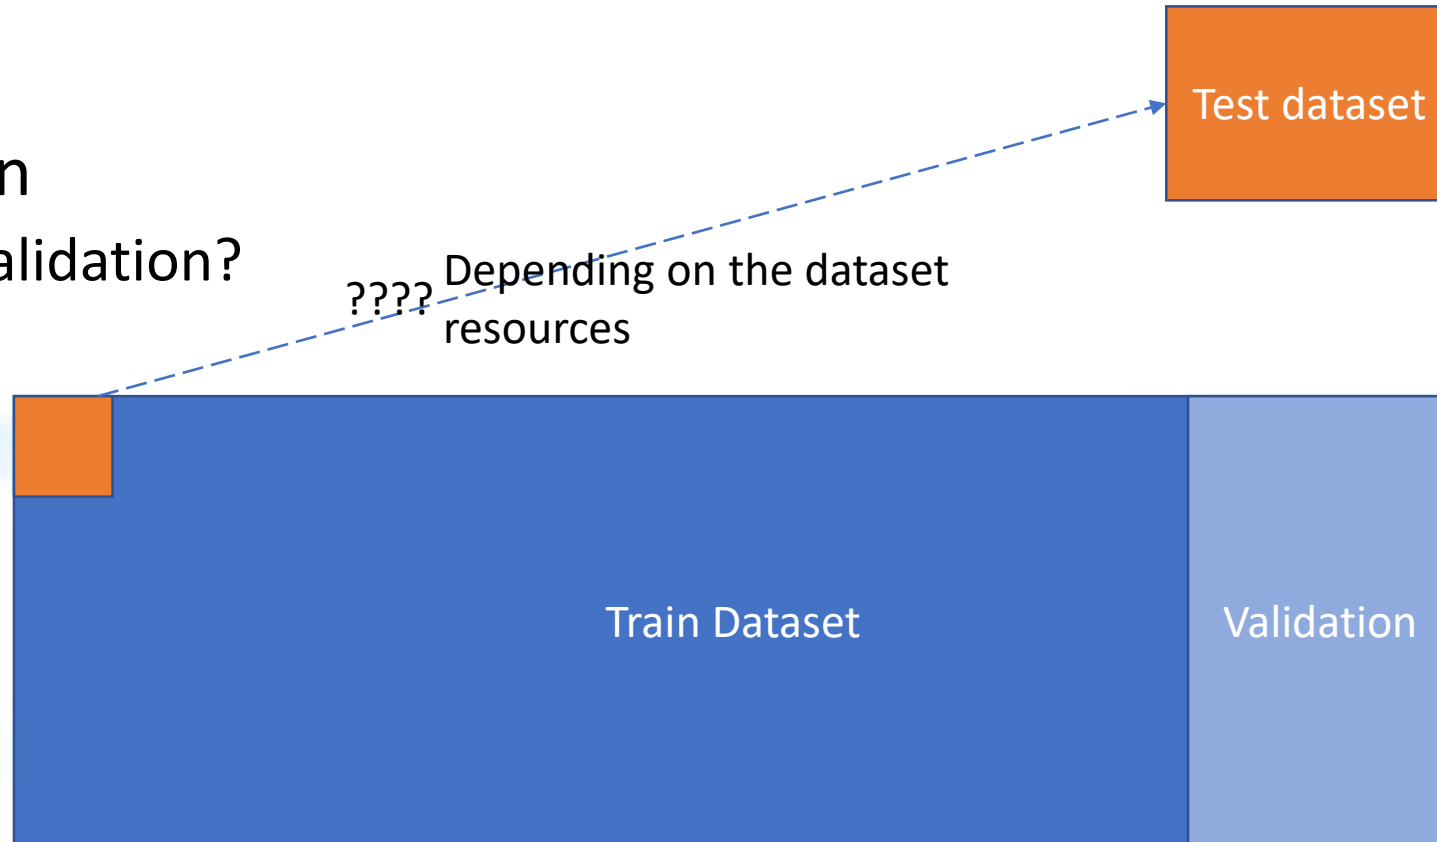 Test dataset
n
alidation?
???? Depending on the dataset
resources
Train Dataset
Validation